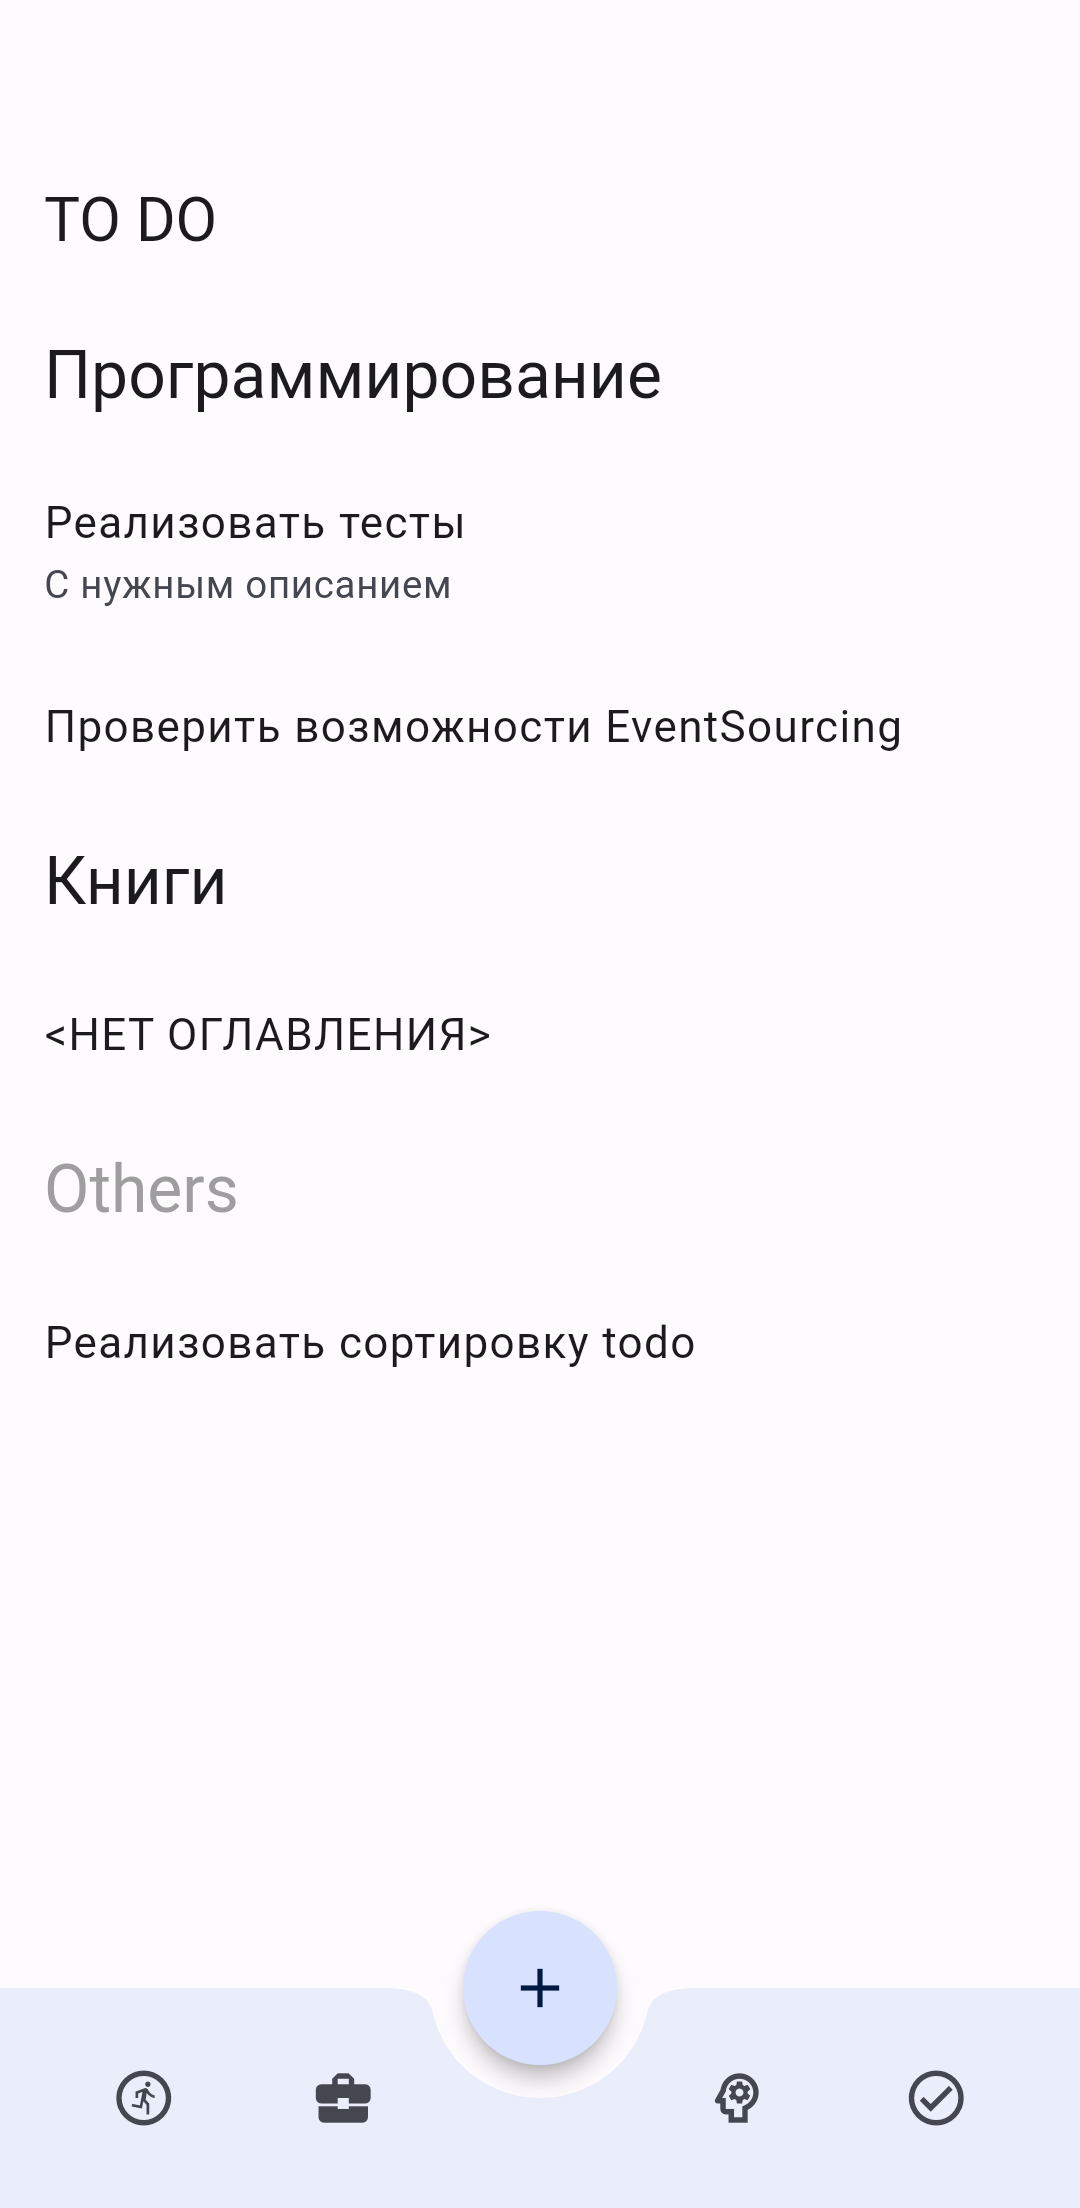 TO DO
Программирование
Реализовать тесты
С нужным описанием
Проверить возможности EventSourcing
Книги
<НЕТ ОГЛАВЛЕНИЯ>
Others
Реализовать сортировку todo